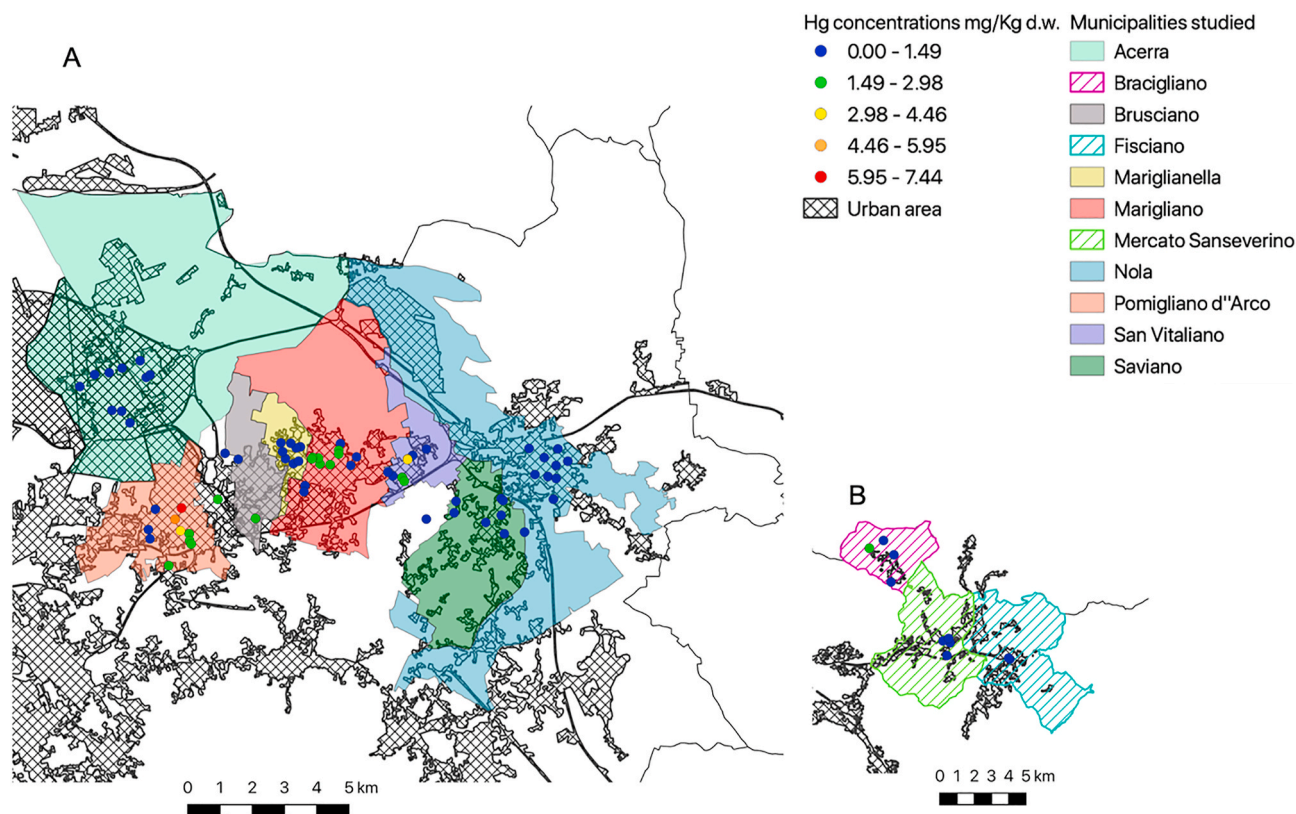 A
Hg concentrations mg/Kg d.w.
0.00 - 1.49
1.49 - 2.98
2.98 - 4.46
4.46 - 5.95
5.95 - 7.44
Urban area
Municipalities studied
Acerra
Bracigliano
Brusciano
Fisciano
Mariglianella
Marigliano
Mercato Sanseverino
Nola
Pomigliano d''Arco
San Vitaliano
Saviano
B
0 1 2 3 4 5 km
0 1 2 3 4 5 km